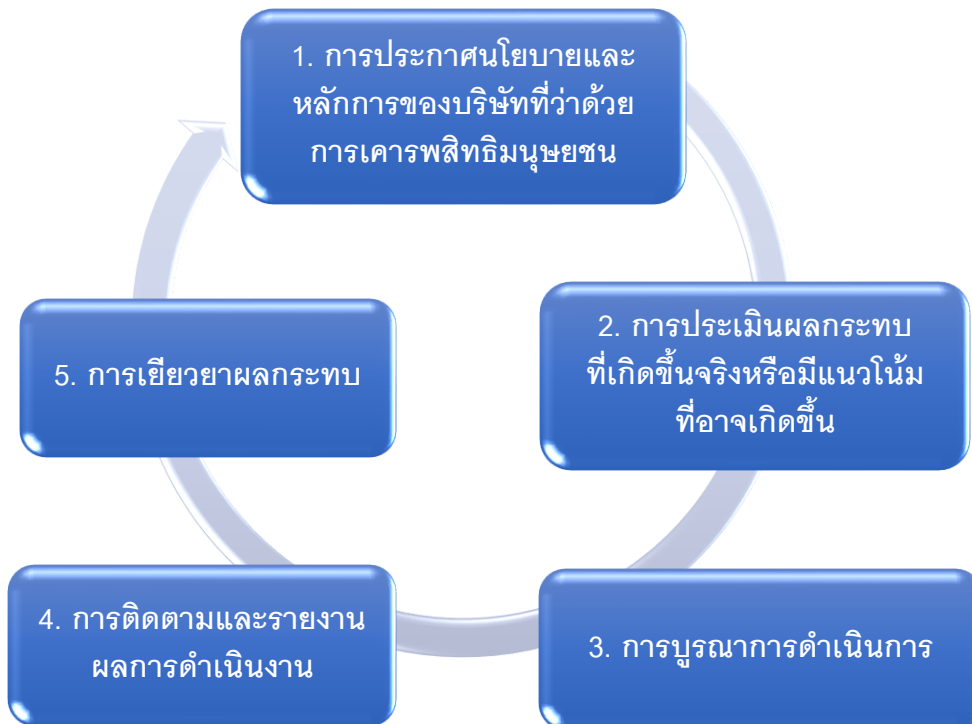 1. การประกาศนโยบายและ
หลักการของบริษัทที่ว่าด้วย
การเคารพสิทธิมนุษยชน
2. การประเมินผลกระทบ
ที่เกิดขึ้นจริงหรือมีแนวโน้ม
ที่อาจเกิดขึ้น
3. การบูรณาการดำเนินการ
4. การติดตามและรายงาน
ผลการดำเนินงาน
5. การเยียวยาผลกระทบ